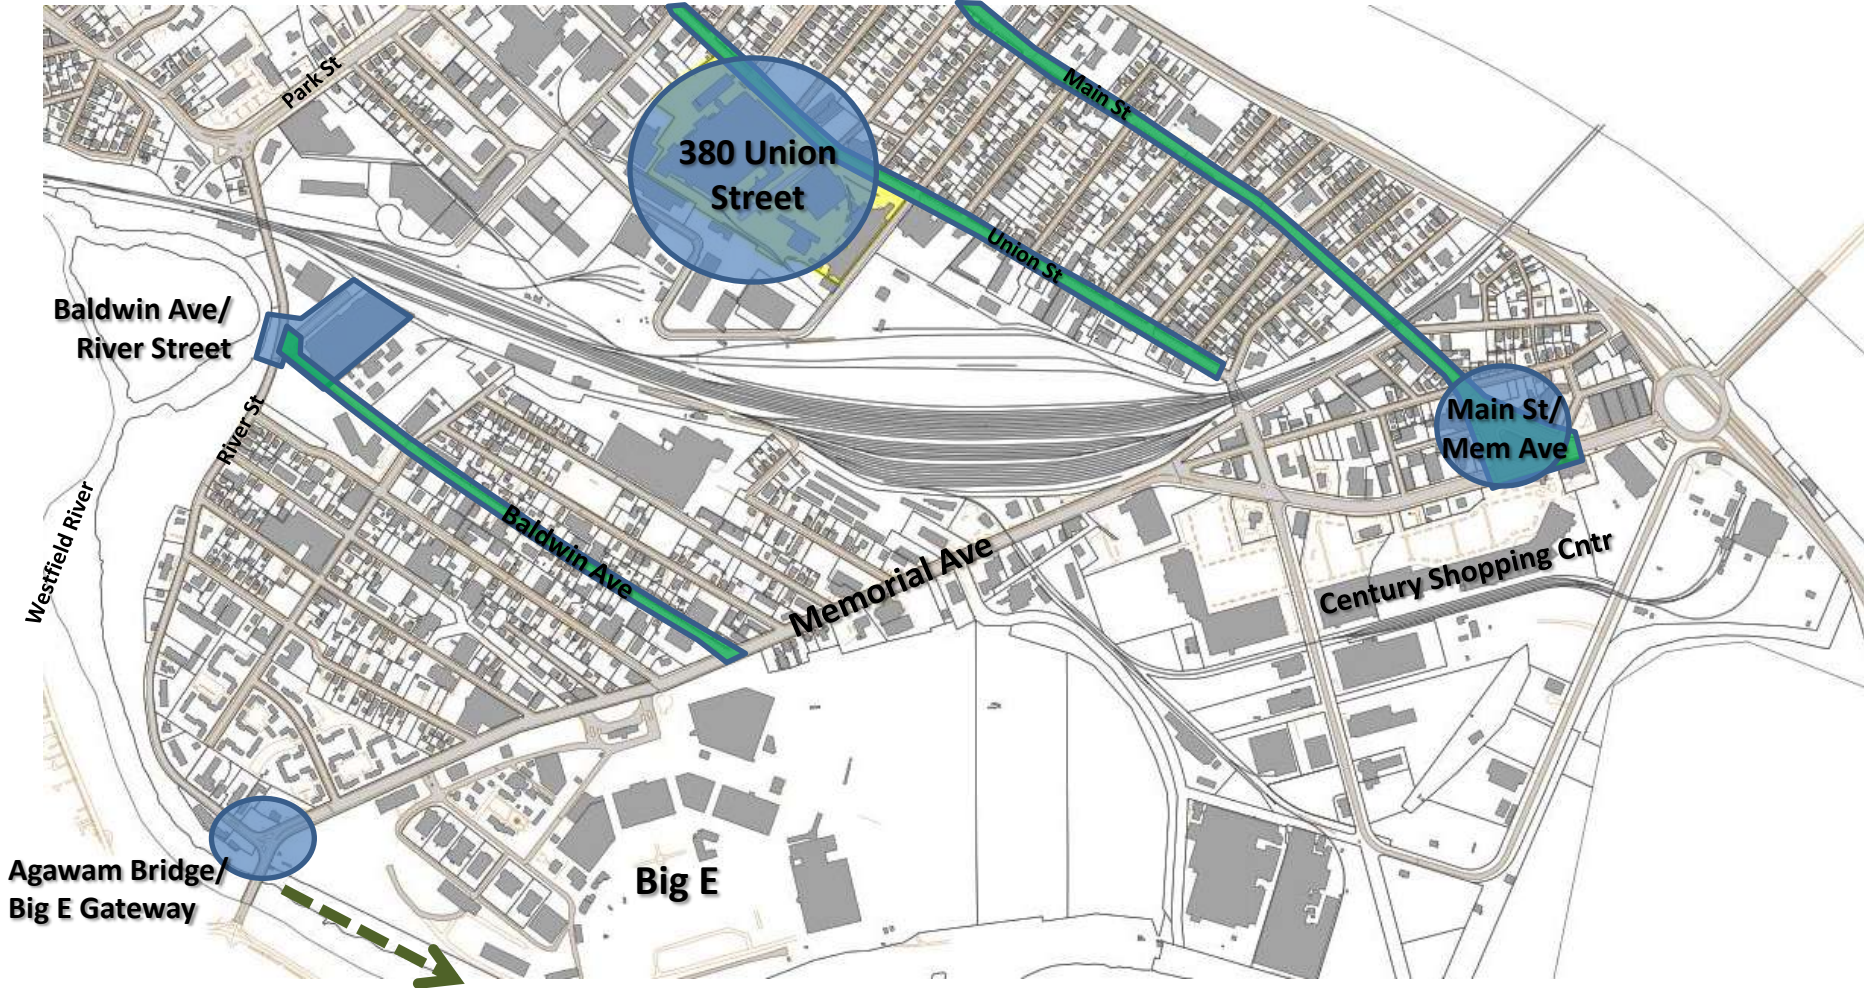 Park St
Main St
380 Union
Street
Union St
Baldwin Ave/
River Street
River St
Main St/
Mem Ave
Westfield River
Baldwin Ave
Memorial Ave
Century Shopping Cntr
Agawam Bridge/
Big E Gateway
Big E